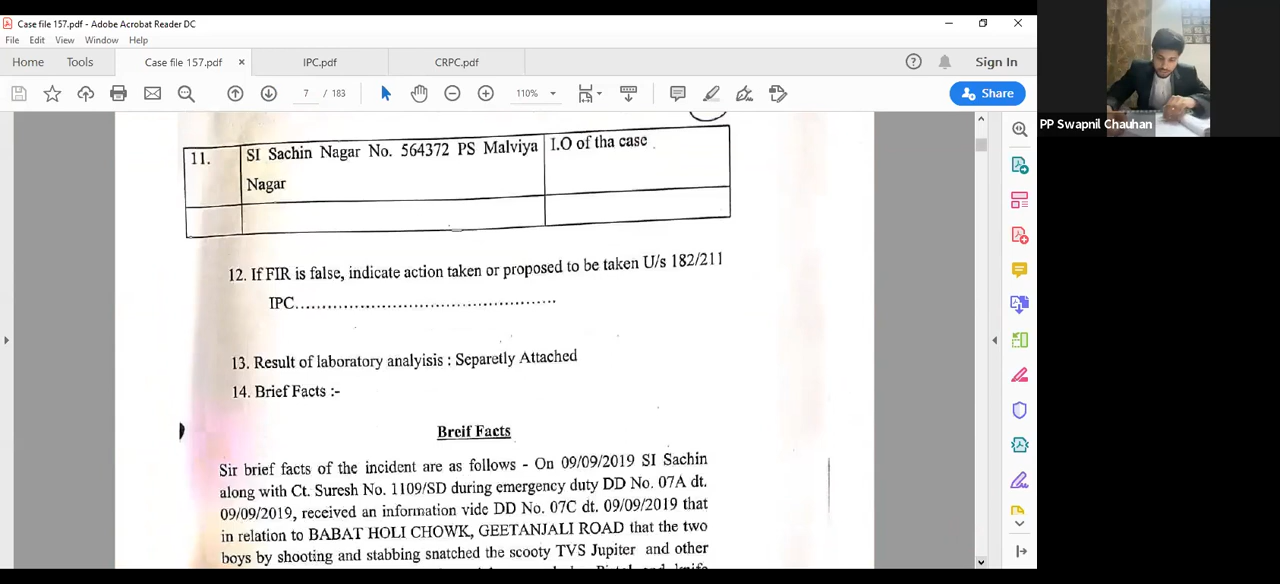 Case file 157.pdf - Adobe Acrobat Reader DC
File Edit View Window Help
Home Tools Case file 157.pdf × IPC.pdf CRPC.pdf Sign In
7 / 183 110% Share
PP Swapnil Chauhan
11. SI Sachin Nagar No. 564372 PS Malviya I.O of tha case
Nagar
12. If FIR is false, indicate action taken or proposed to be taken U/s 182/211
IPC..................................................
13. Result of laboratory analyisis : Separetly Attached
14. Brief Facts :-
Breif Facts
Sir brief facts of the incident are as follows - On 09/09/2019 SI Sachin
along with Ct. Suresh No. 1109/SD during emergency duty DD No. 07A dt.
09/09/2019, received an information vide DD No. 07C dt. 09/09/2019 that
in relation to BABAT HOLI CHOWK, GEETANJALI ROAD that the two
boys by shooting and stabbing snatched the scooty TVS Jupiter and other